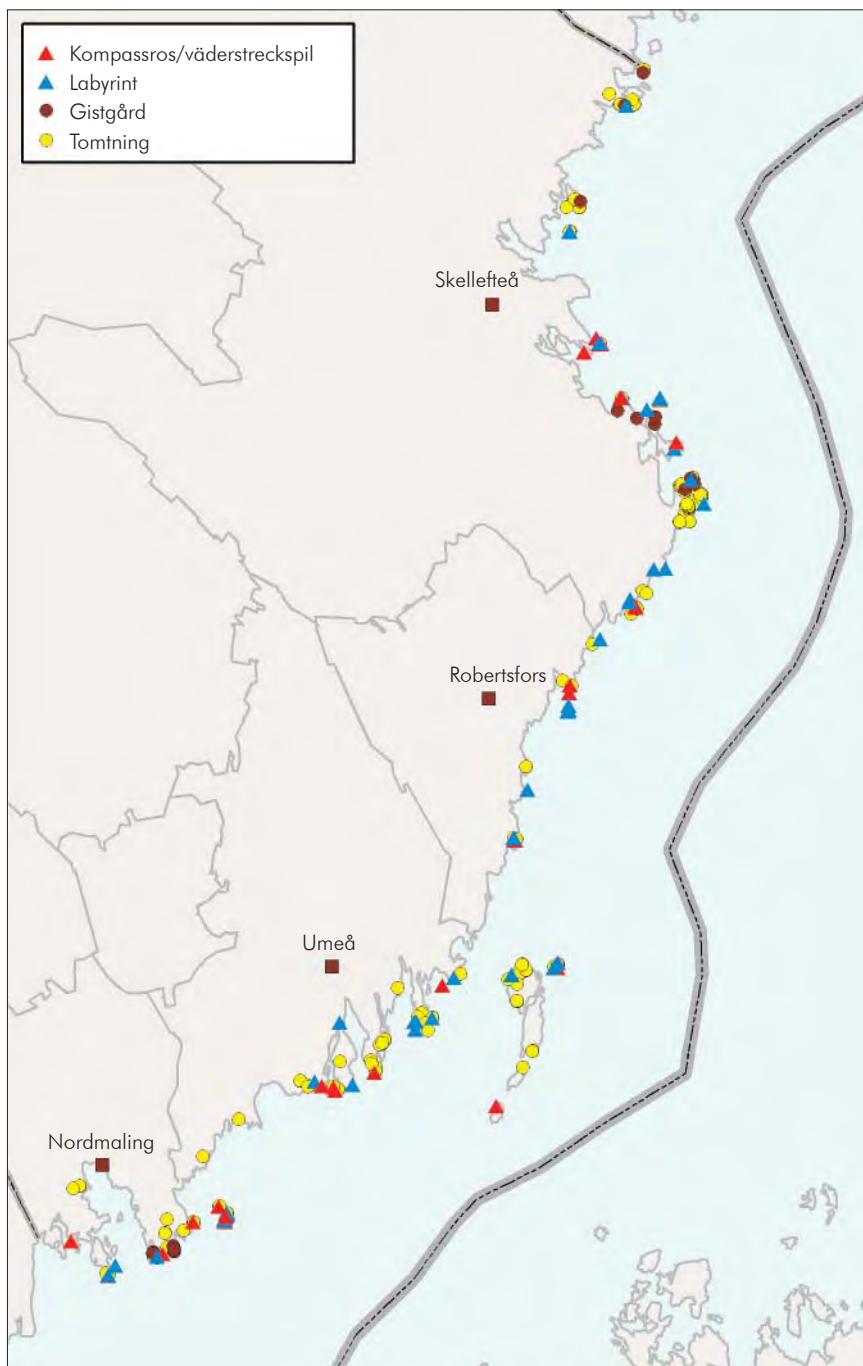 Kompassros/väderstreckspil
Labyrint
Gistgård
Tomtning
Skellefteå
Robertsfors
Umeå
Nordmaling